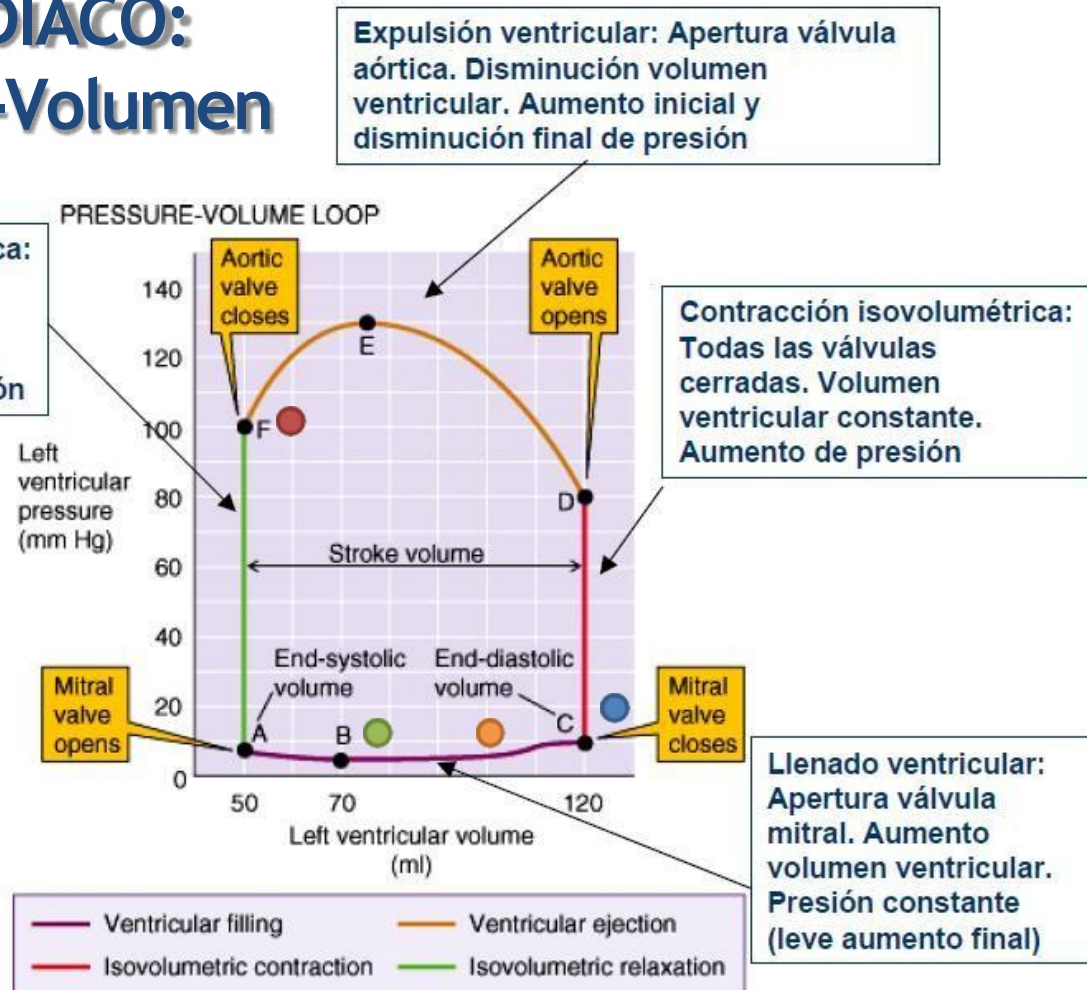 DIACO:
-Volumen
Expulsión ventricular: Apertura válvula
aórtica. Disminución volumen
ventricular. Aumento inicial y
disminución final de presión
PRESSURE-VOLUME LOOP
ca:
ón
Aortic
valve
closes
Aortic
valve
opens
Contracción isovolumétrica:
Todas las válvulas
cerradas. Volumen
ventricular constante.
Aumento de presión
140
120
100
80
60
40
20
0
Left
ventricular
pressure
(mm Hg)
E
F
D
Stroke volume
End-systolic
volume
End-diastolic
volume
A
B
C
Mitral
valve
opens
Mitral
valve
closes
50
70
120
Left ventricular volume
(ml)
Llenado ventricular:
Apertura válvula
mitral. Aumento
volumen ventricular.
Presión constante
(leve aumento final)
Ventricular filling
Ventricular ejection
Isovolumetric contraction
Isovolumetric relaxation